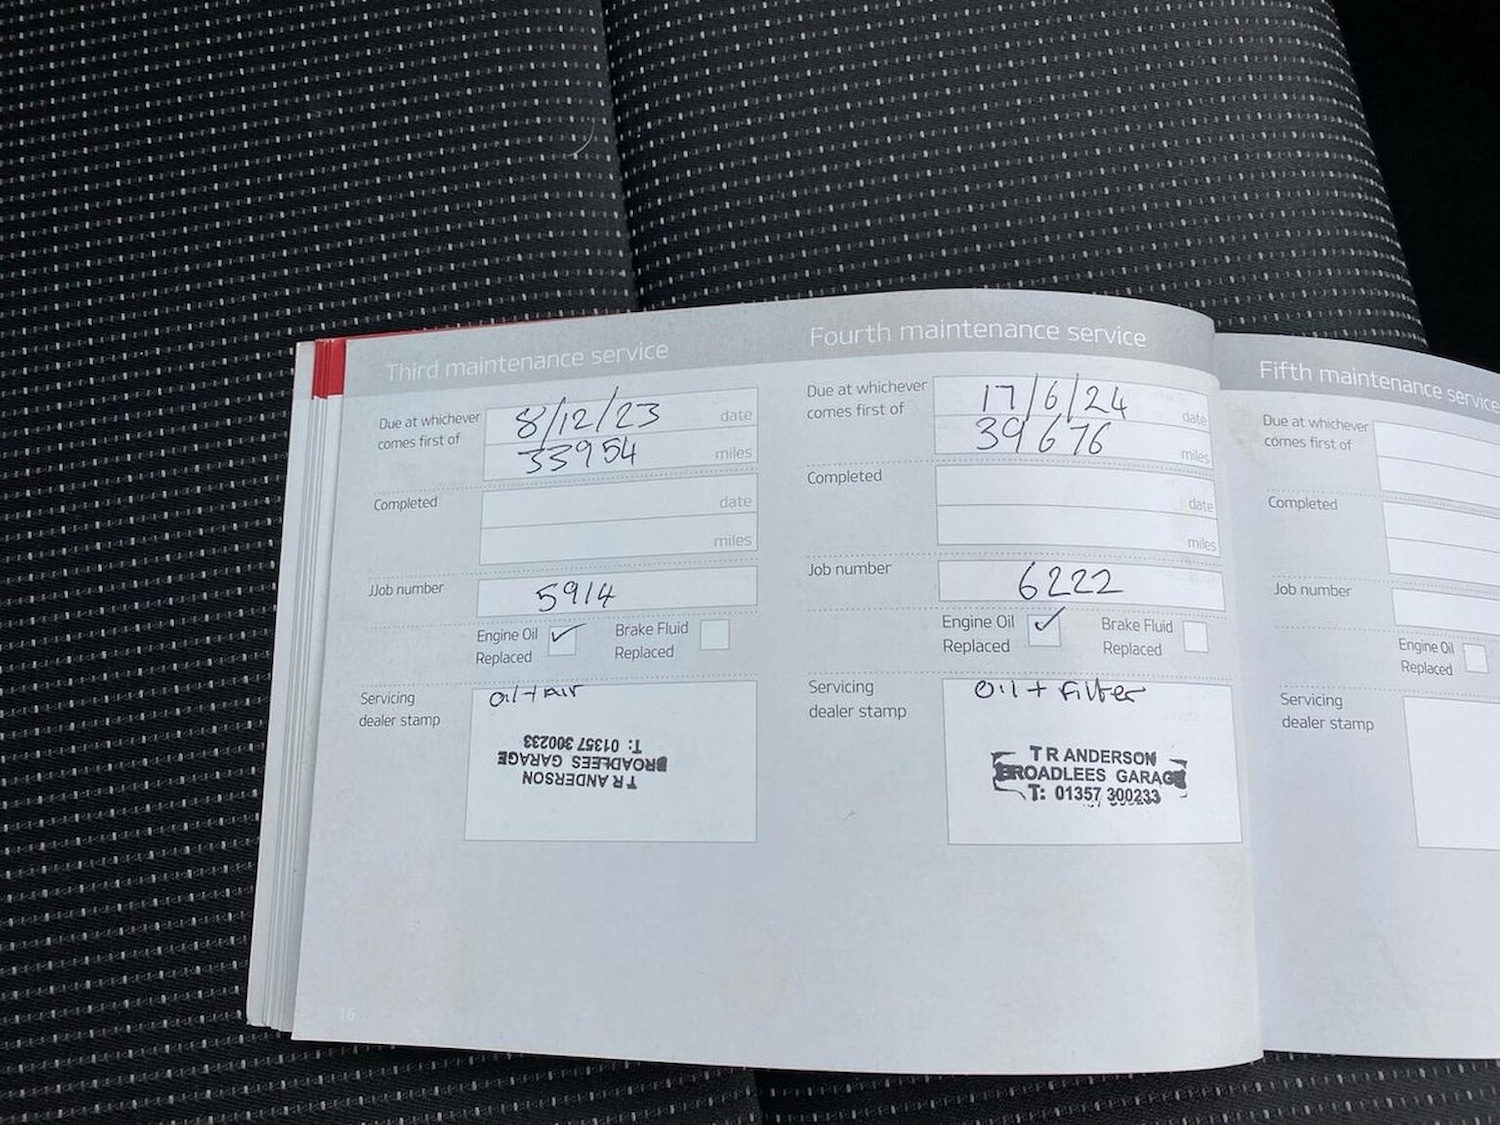 Third maintenance service
Due at whichever
comes first of
8/12/23 date
33954 miles
Completed
date
miles
JJob number
5914
Engine Oil
Replaced
✓
Brake Fluid
Replaced
Servicing
dealer stamp
oil + air
T R ANDERSON
BROADLEES GARAGE
T: 01357 300233
16
Fourth maintenance service
Due at whichever
comes first of
17/6/24 date
39676 miles
Completed
date
miles
Job number
6222
Engine Oil
Replaced
✓
Brake Fluid
Replaced
Servicing
dealer stamp
oil + filter
T R ANDERSON
BROADLEES GARAGE
T: 01357 300233
Fifth maintenance service
Due at whichever
comes first of
Completed
Job number
Engine Oil
Replaced
Servicing
dealer stamp